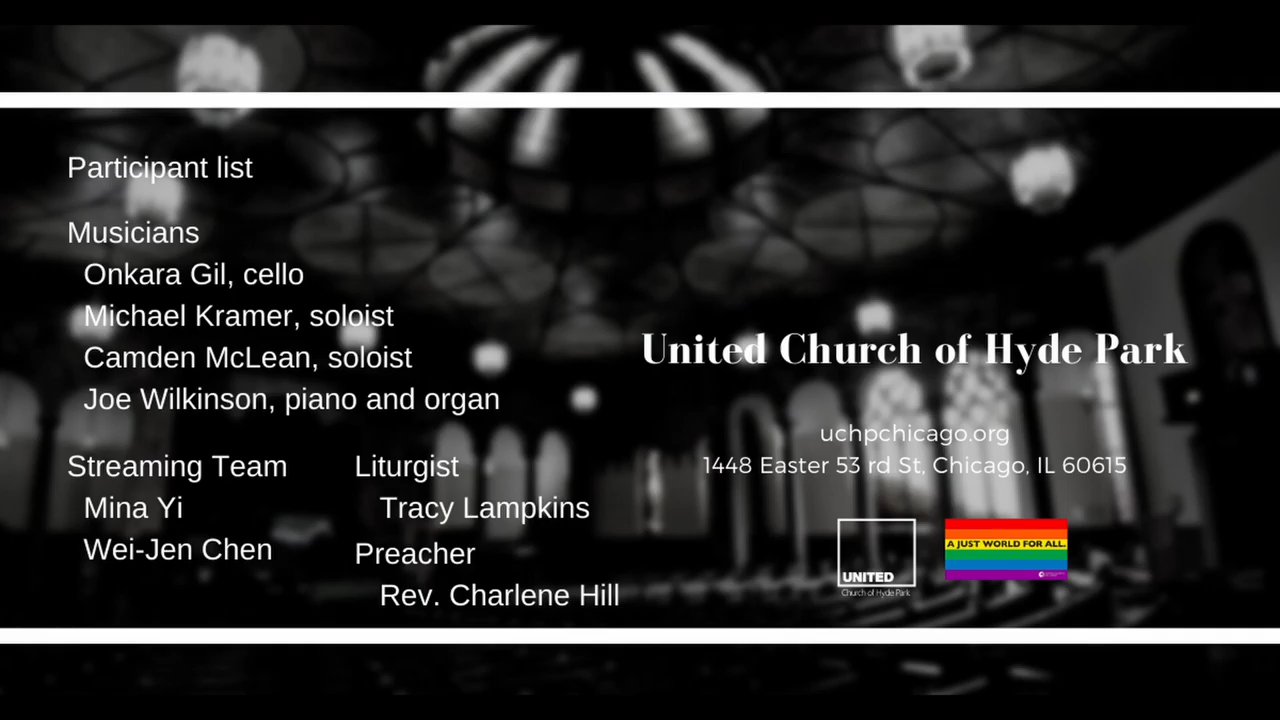 Participant list
Musicians
Onkara Gil, cello
Michael Kramer, soloist
Camden McLean, soloist
Joe Wilkinson, piano and organ
Streaming Team
Mina Yi
Wei-Jen Chen
Liturgist
Tracy Lampkins
Preacher
Rev. Charlene Hill
United Church of Hyde Park
uchpchicago.org
1448 Easter 53 rd St, Chicago, IL 60615
UNITED
Church of Hyde Park
A JUST WORLD FOR ALL.